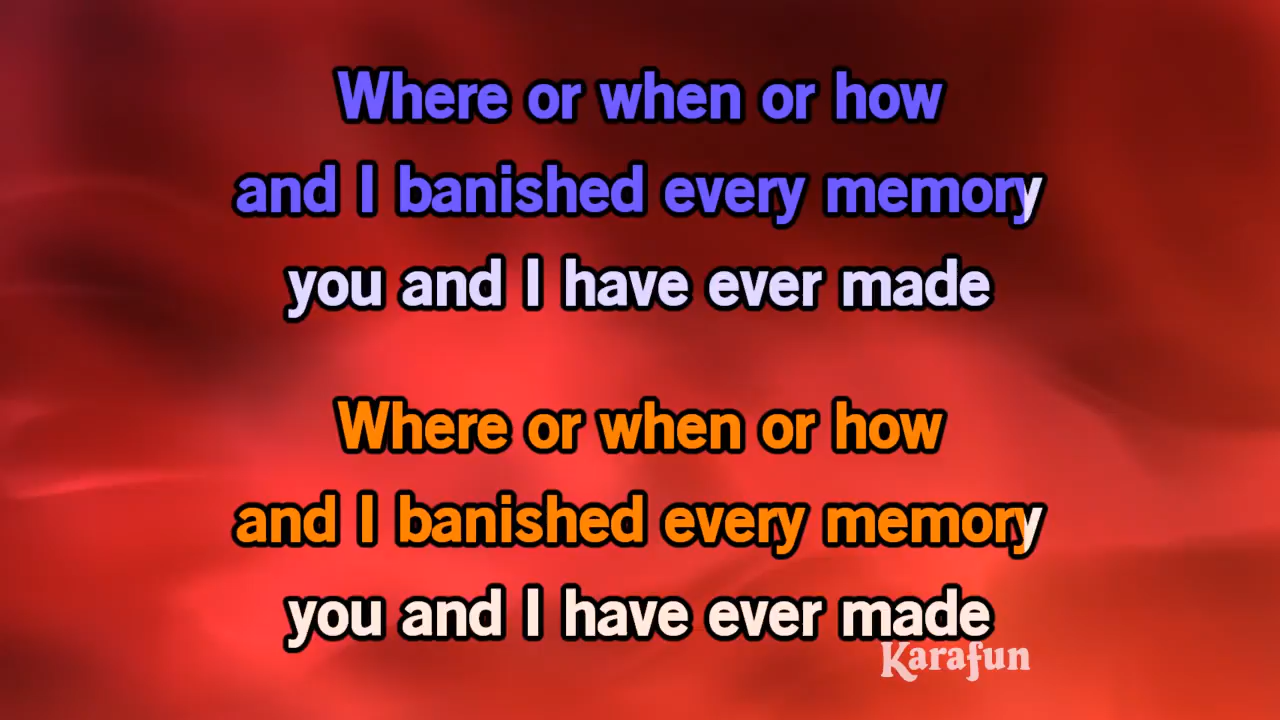 Where or when or how
and I banished every memory
you and I have ever made
Where or when or how
and I banished every memory
you and I have ever made
Karafun